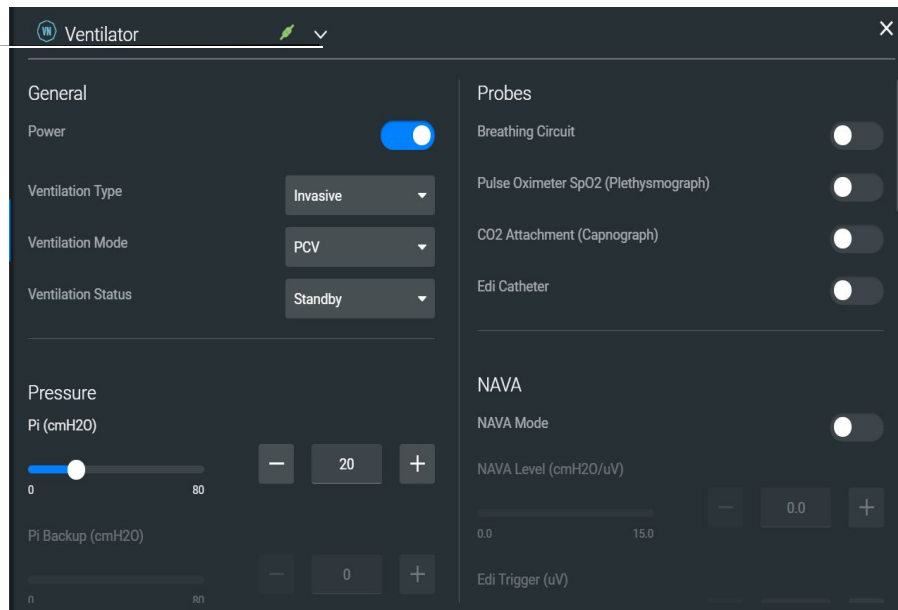 VN Ventilator
General
Power
Ventilation Type
Invasive
Ventilation Mode
PCV
Ventilation Status
Standby
Pressure
Pi (cmH2O)
20
0 80
Pi Backup (cmH2O)
0
0 80
Probes
Breathing Circuit
Pulse Oximeter SpO2 (Plethysmograph)
CO2 Attachment (Capnograph)
Edi Catheter
NAVA
NAVA Mode
NAVA Level (cmH2O/uV)
0.0
0.0 15.0
Edi Trigger (uV)